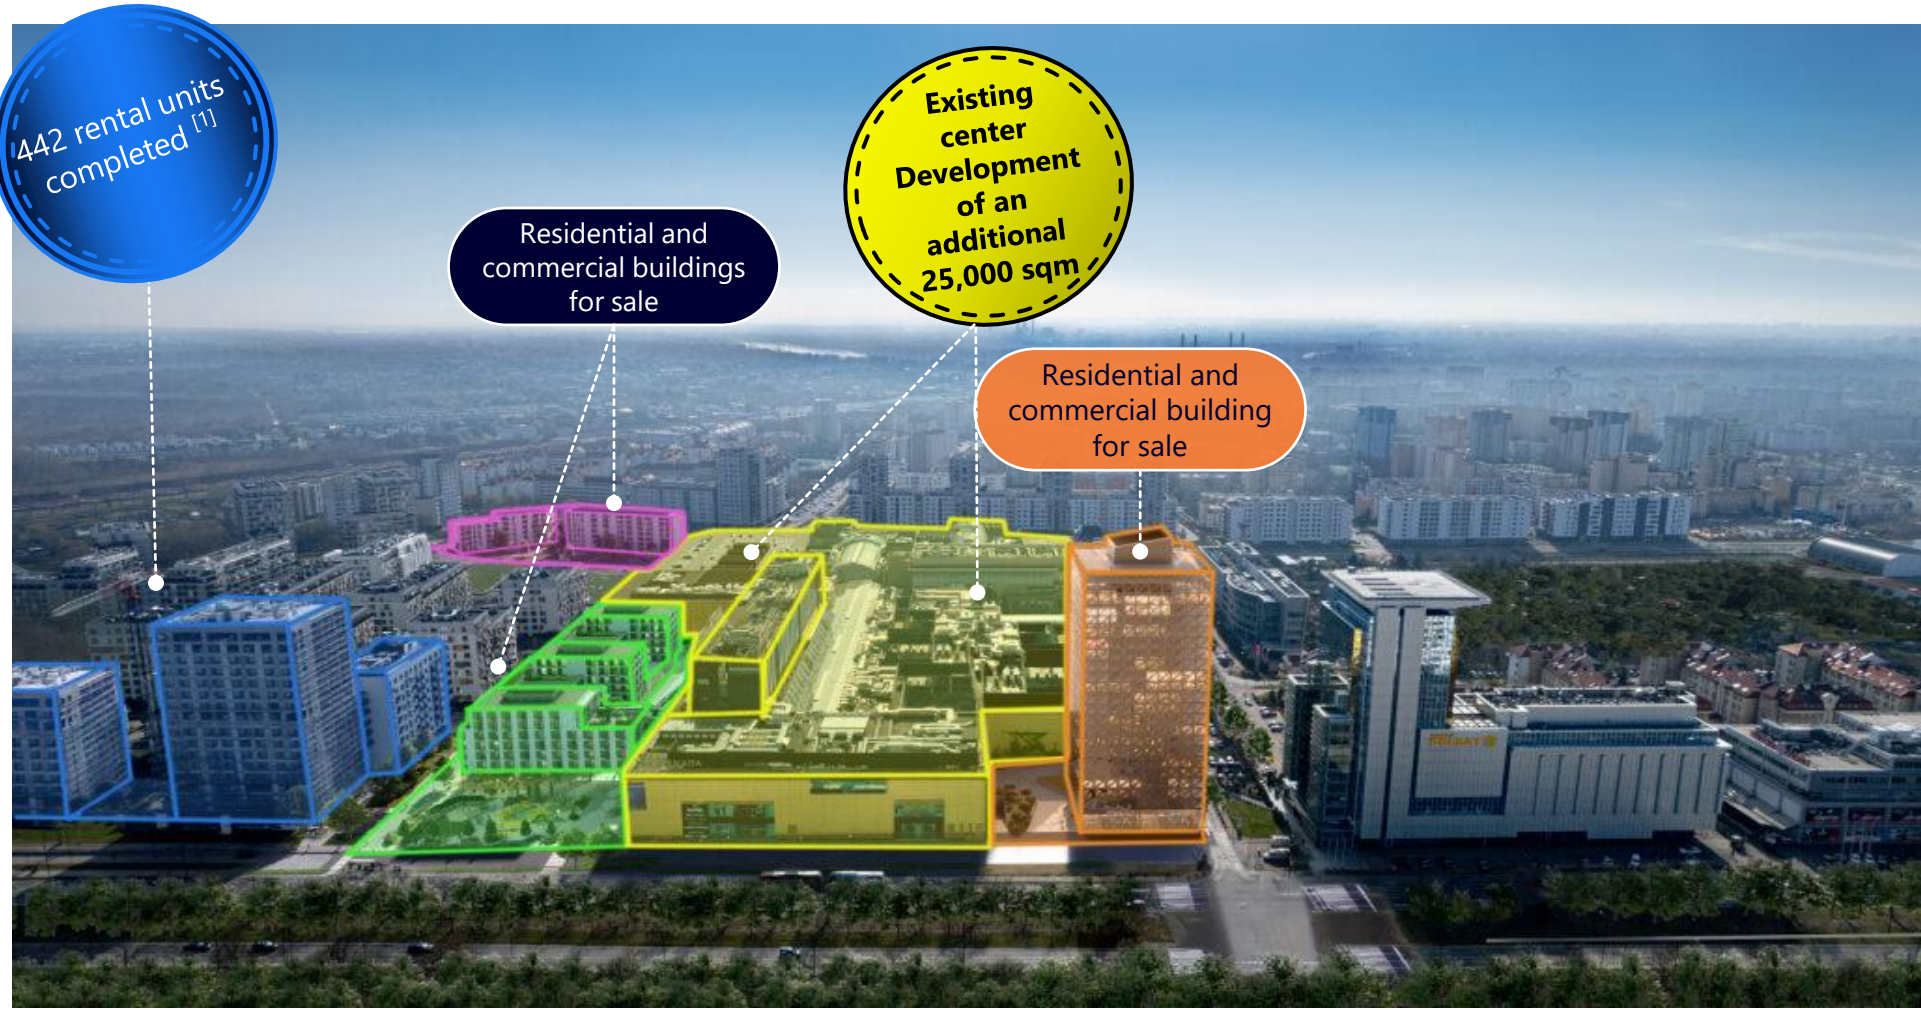 442 rental units
completed [1]
Existing
center
Development
of an
additional
25,000 sqm
Residential and
commercial buildings
for sale
Residential and
commercial building
for sale